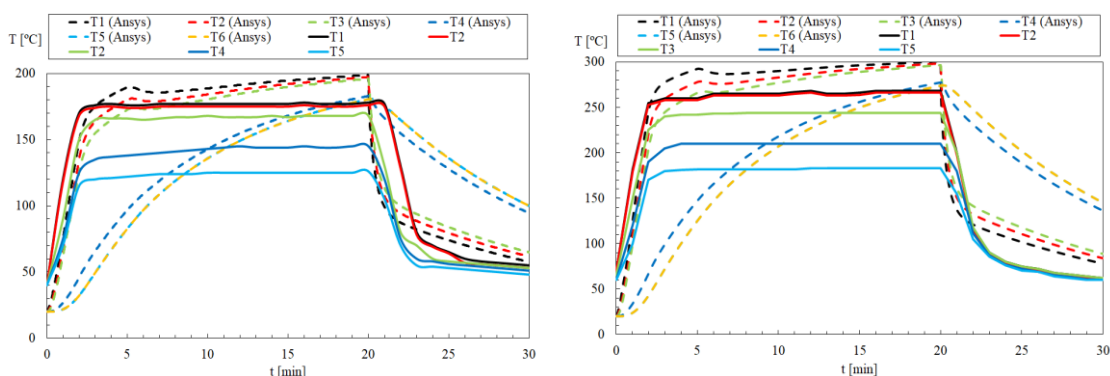 T1 (Ansys) T2 (Ansys) T3 (Ansys) T4 (Ansys)
T5 (Ansys) T6 (Ansys) T1 T2
T2 T4 T5
T [ºC]
200
150
100
50
0
0 5 10 15 20 25 30
t [min]
T1 (Ansys) T2 (Ansys) T3 (Ansys) T4 (Ansys)
T5 (Ansys) T6 (Ansys) T1 T2
T3 T4 T5
T [ºC]
300
250
200
150
100
50
0
0 5 10 15 20 25 30
t [min]